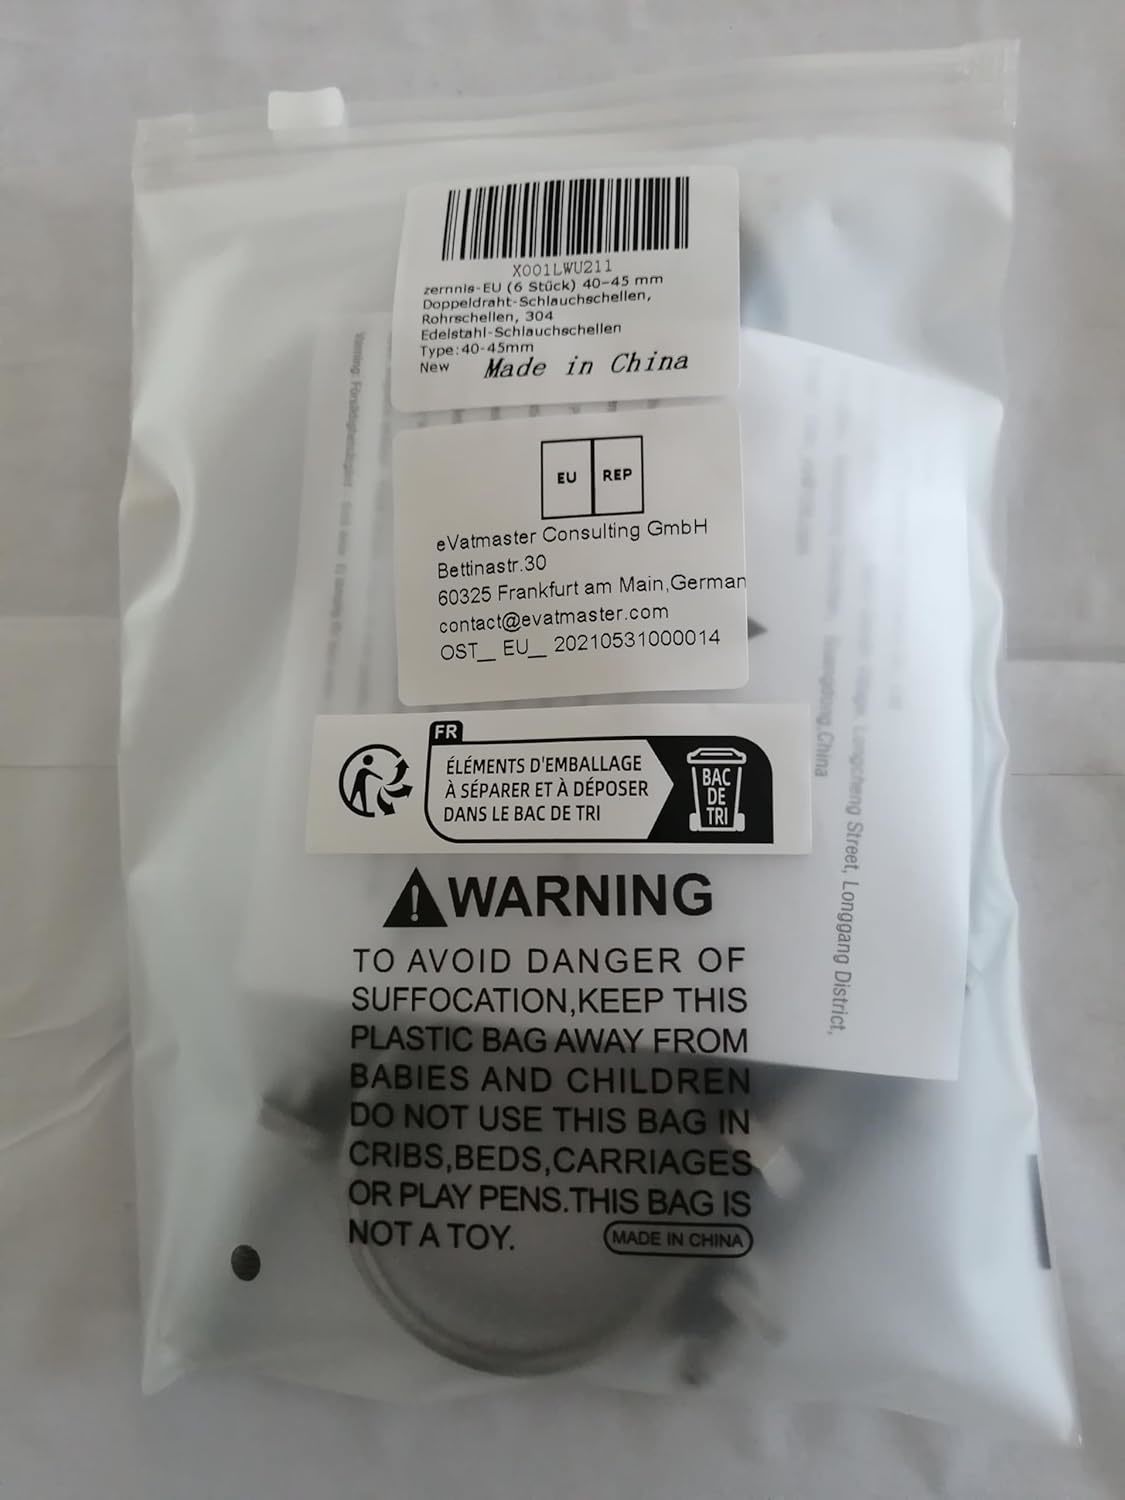 X001LWU211
zernnis-EU (6 Stück) 40-45 mm
Doppeldraht-Schlauchschellen,
Rohrschellen, 304
Edelstahl-Schlauchschellen
Type:40-45mm
New Made in China
EU REP
eVatmaster Consulting GmbH
Bettinastr.30
60325 Frankfurt am Main,German
contact@evatmaster.com
OST__ EU__ 20210531000014
FR
ÉLÉMENTS D'EMBALLAGE
À SÉPARER ET À DÉPOSER
DANS LE BAC DE TRI
BAC
DE
TRI
WARNING
TO AVOID DANGER OF
SUFFOCATION,KEEP THIS
PLASTIC BAG AWAY FROM
BABIES AND CHILDREN
DO NOT USE THIS BAG IN
CRIBS,BEDS,CARRIAGES
OR PLAY PENS.THIS BAG IS
NOT A TOY.
MADE IN CHINA
Longcheng Street, Longgang District,
China